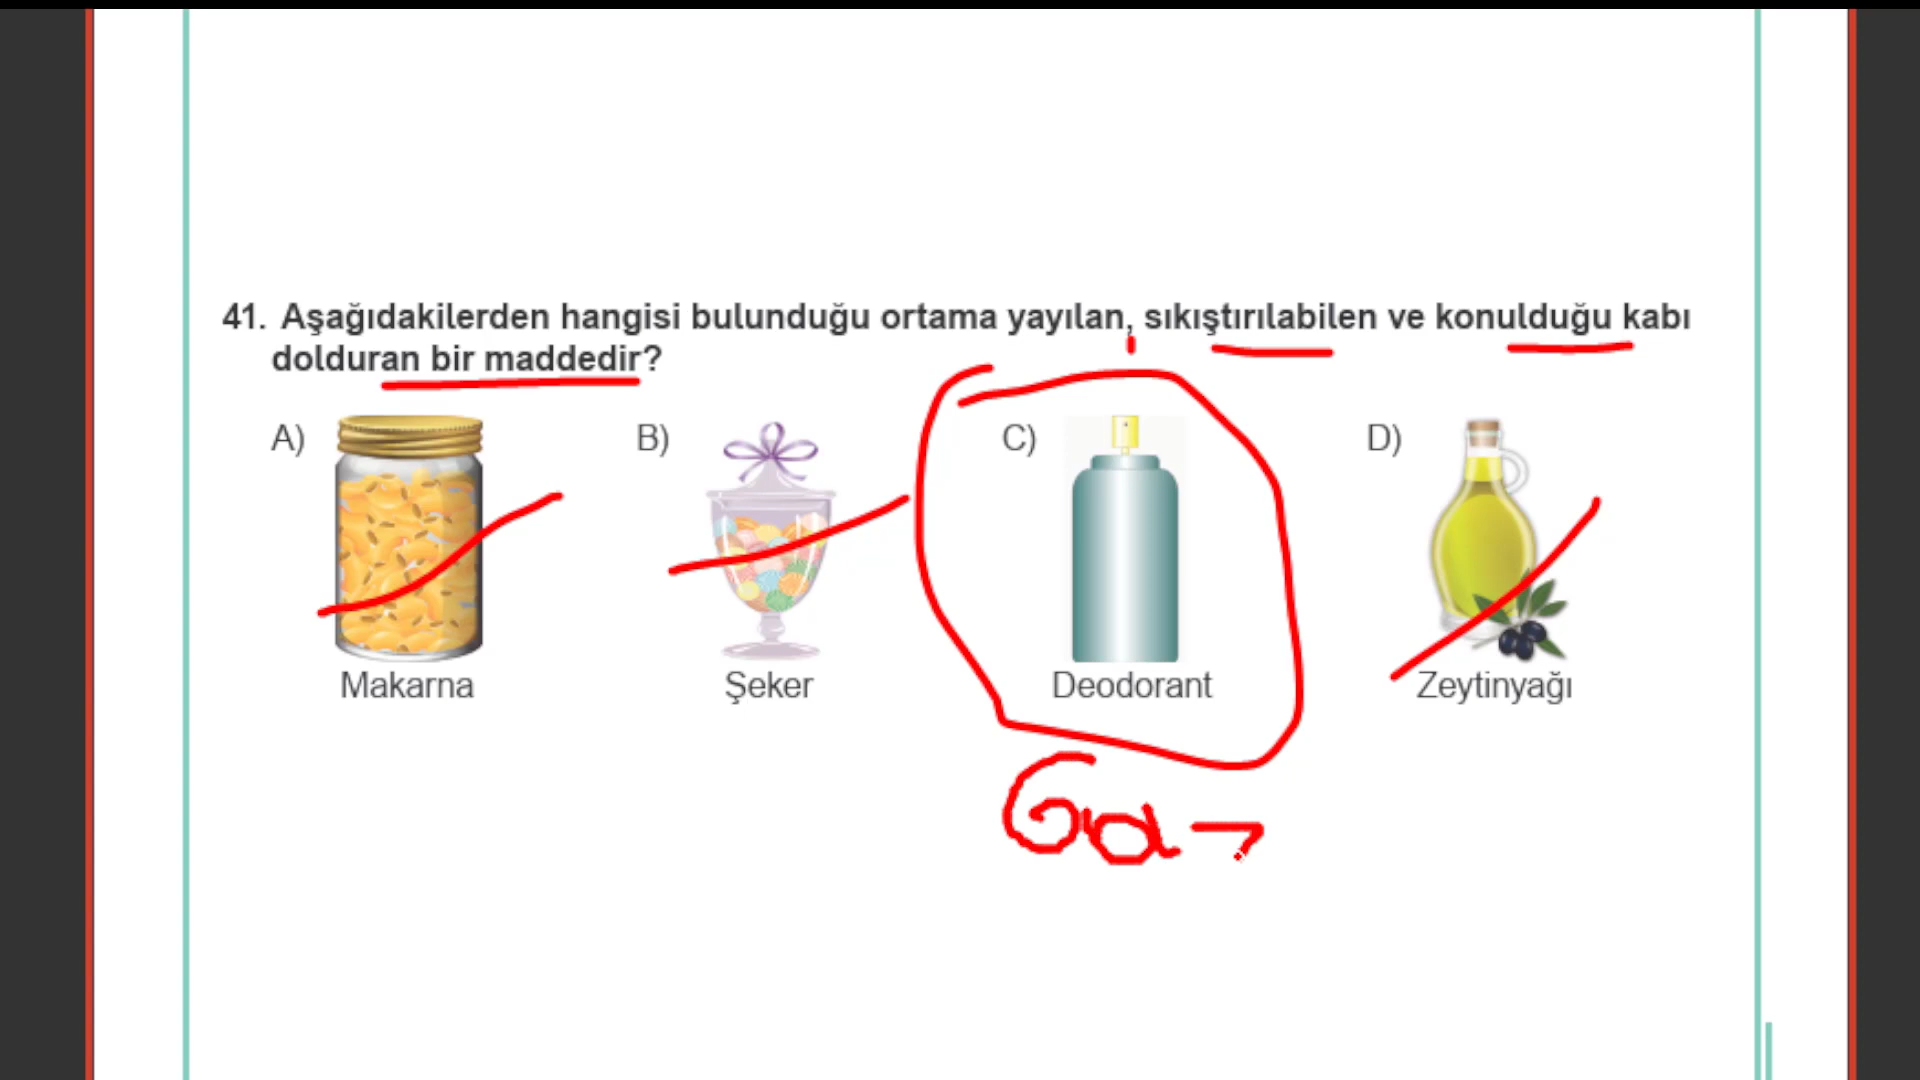 41. Aşağıdakilerden hangisi bulunduğu ortama yayılan, sıkıştırılabilen ve konulduğu kabı
dolduran bir maddedir?
A) B) C) D)
Makarna Şeker Deodorant Zeytinyağı
Gaz